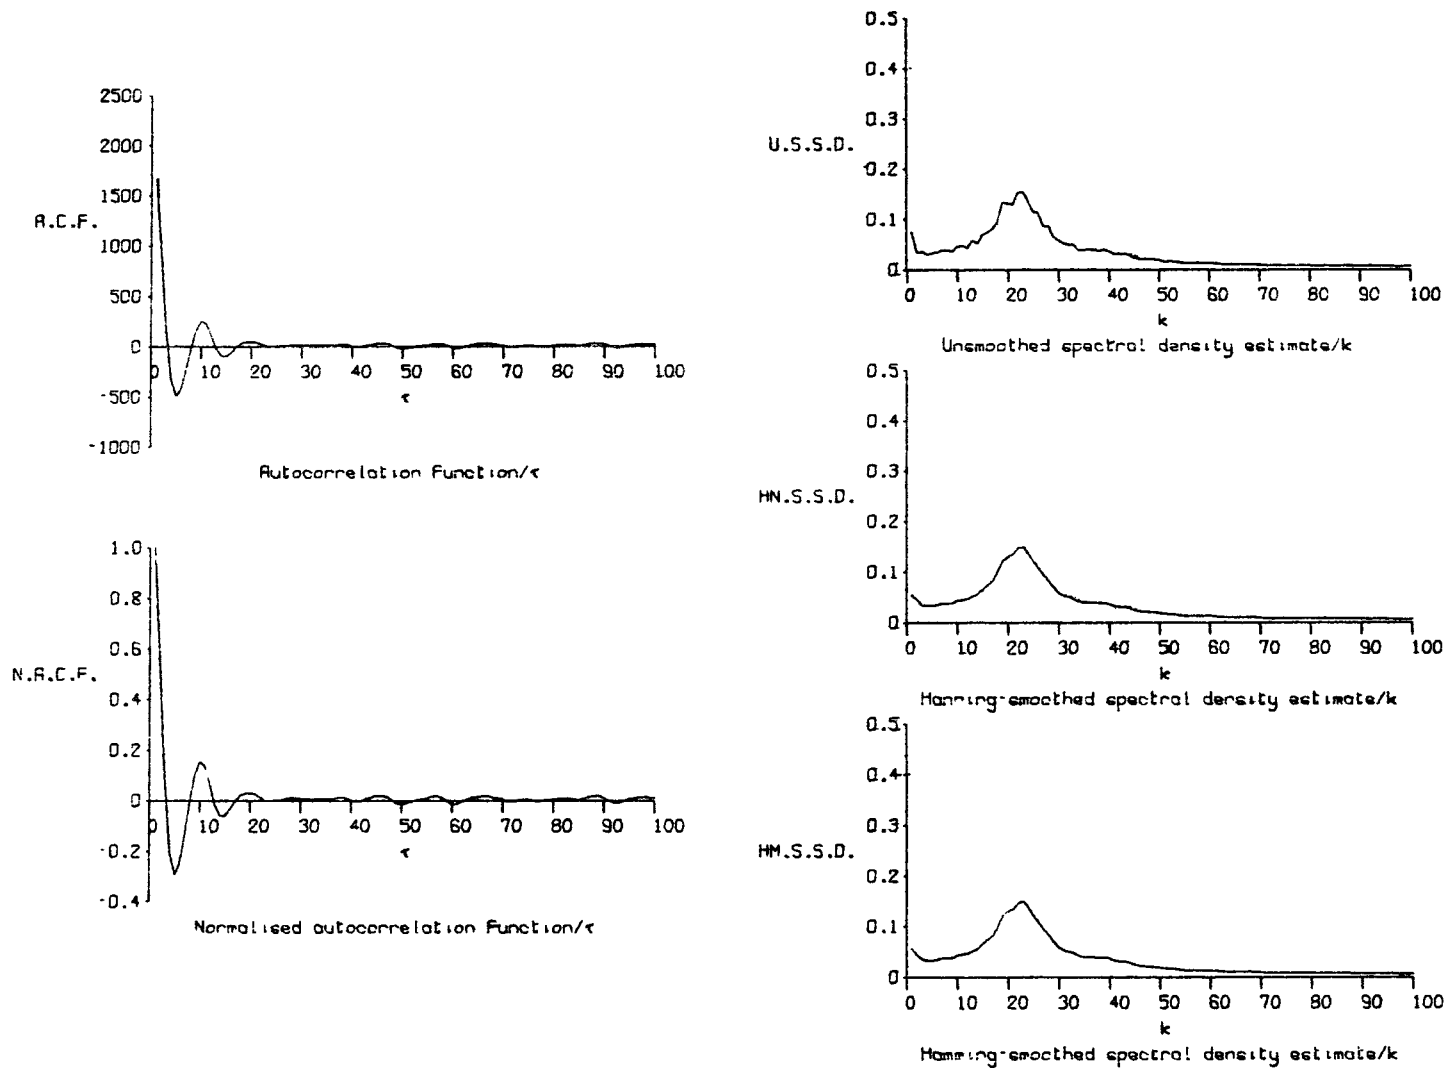 2500
2000
1500
A.C.F.
1000
500
0
-500
-1000
0 10 20 30 40 50 60 70 80 90 100
τ
Autocorrelation Function/τ
1.0
0.8
0.6
N.A.C.F.
0.4
0.2
0
-0.2
-0.4
0 10 20 30 40 50 60 70 80 90 100
τ
Normalised autocorrelation Function/τ
0.5
0.4
0.3
U.S.S.D.
0.2
0.1
0
0 10 20 30 40 50 60 70 80 90 100
k
Unsmoothed spectral density estimate/k
0.5
0.4
0.3
HN.S.S.D.
0.2
0.1
0
0 10 20 30 40 50 60 70 80 90 100
k
Hanning-smoothed spectral density estimate/k
0.5
0.4
0.3
HM.S.S.D.
0.2
0.1
0
0 10 20 30 40 50 60 70 80 90 100
k
Hamming-smoothed spectral density estimate/k